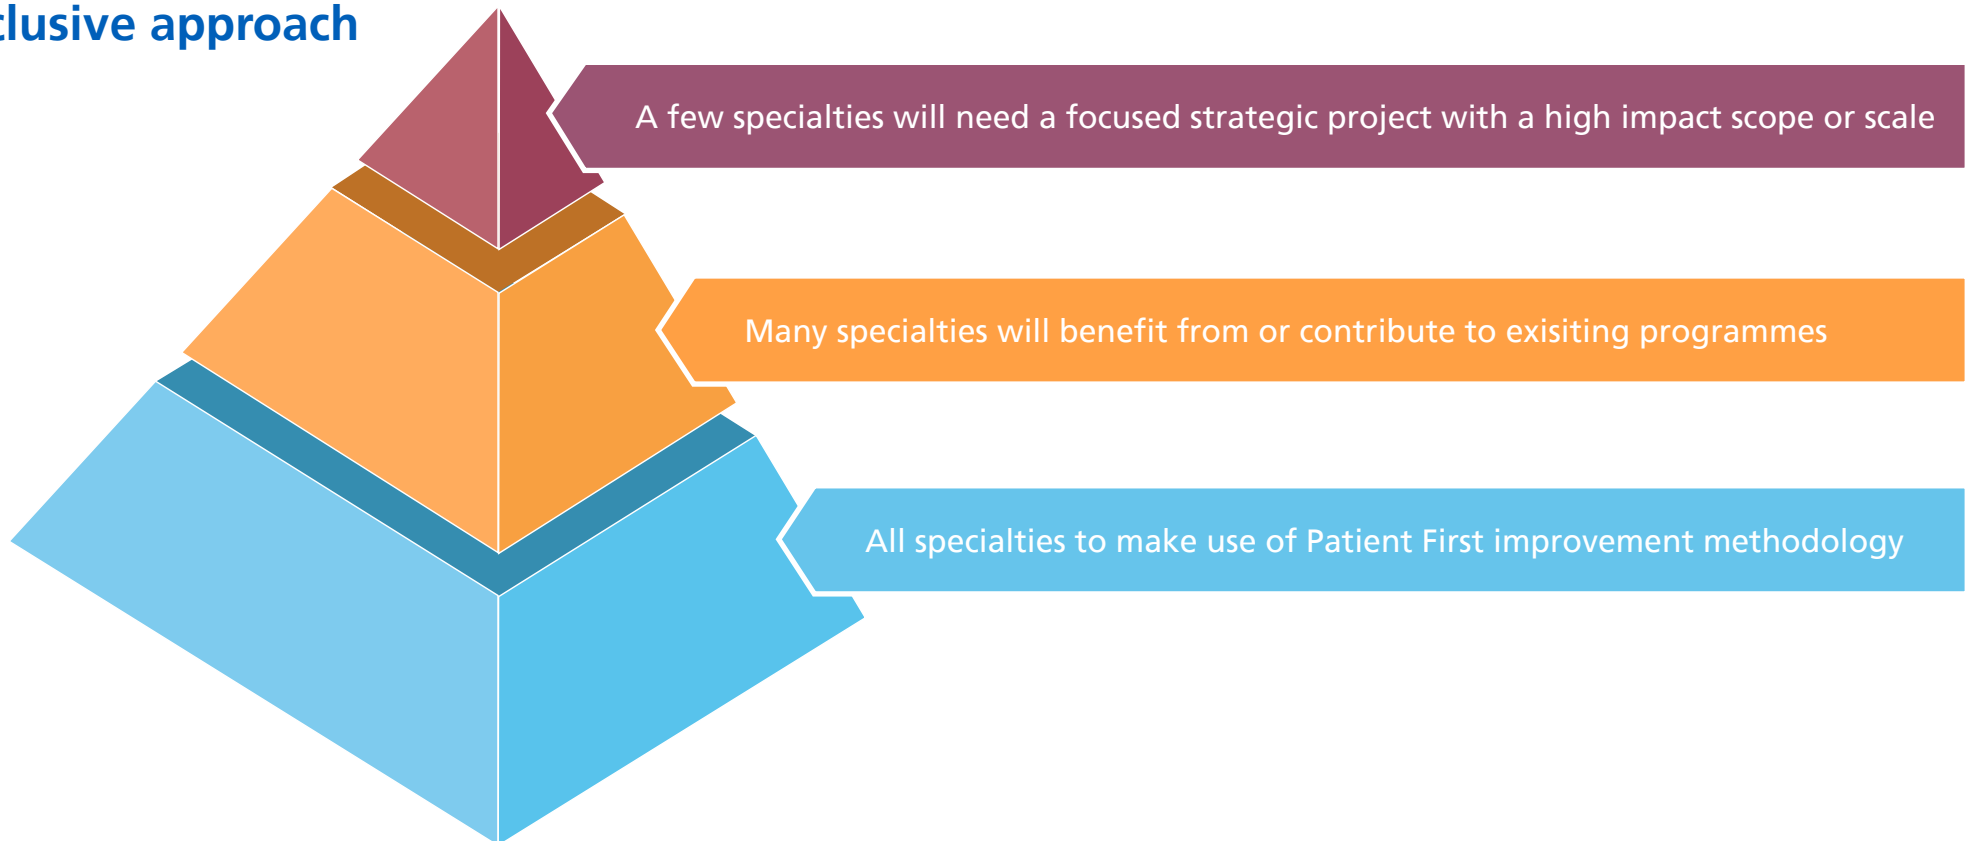 clusive approach
A few specialties will need a focused strategic project with a high impact scope or scale
Many specialties will benefit from or contribute to exisiting programmes
All specialties to make use of Patient First improvement methodology